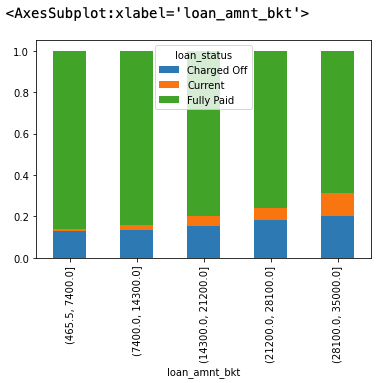 <AxesSubplot:xlabel='loan_amnt_bkt'>
loan_status
Charged Off
Current
Fully Paid
1.0
0.8
0.6
0.4
0.2
0.0
(465.5, 7400.0]
(7400.0, 14300.0]
(14300.0, 21200.0]
(21200.0, 28100.0]
(28100.0, 35000.0]
loan_amnt_bkt